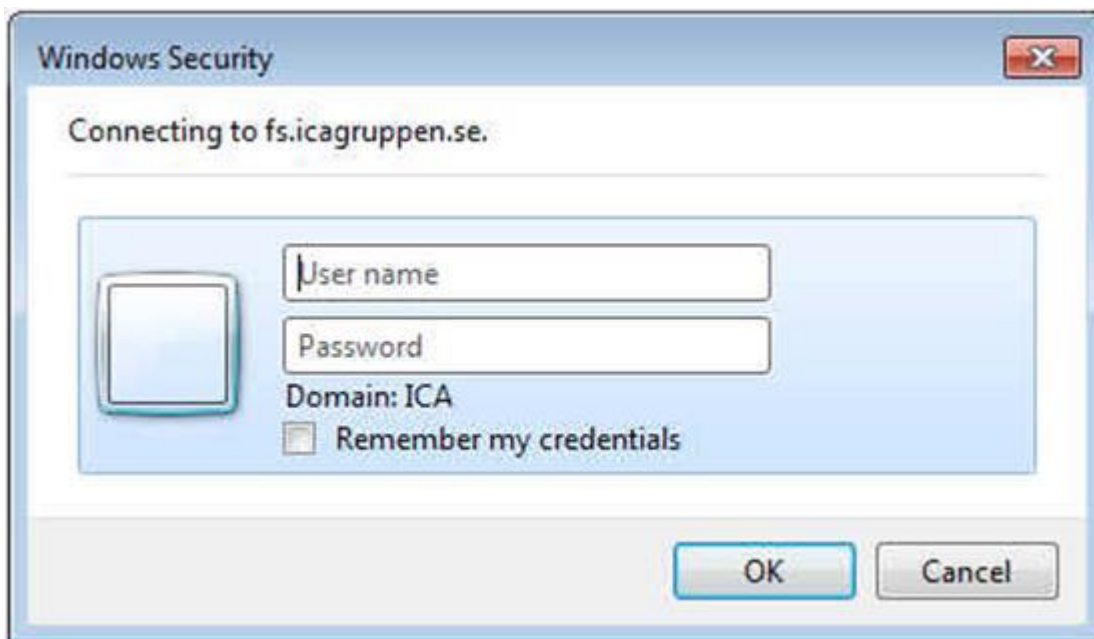 Windows Security
Connecting to fs.icagruppen.se.
User name
Password
Domain: ICA
Remember my credentials
OK
Cancel